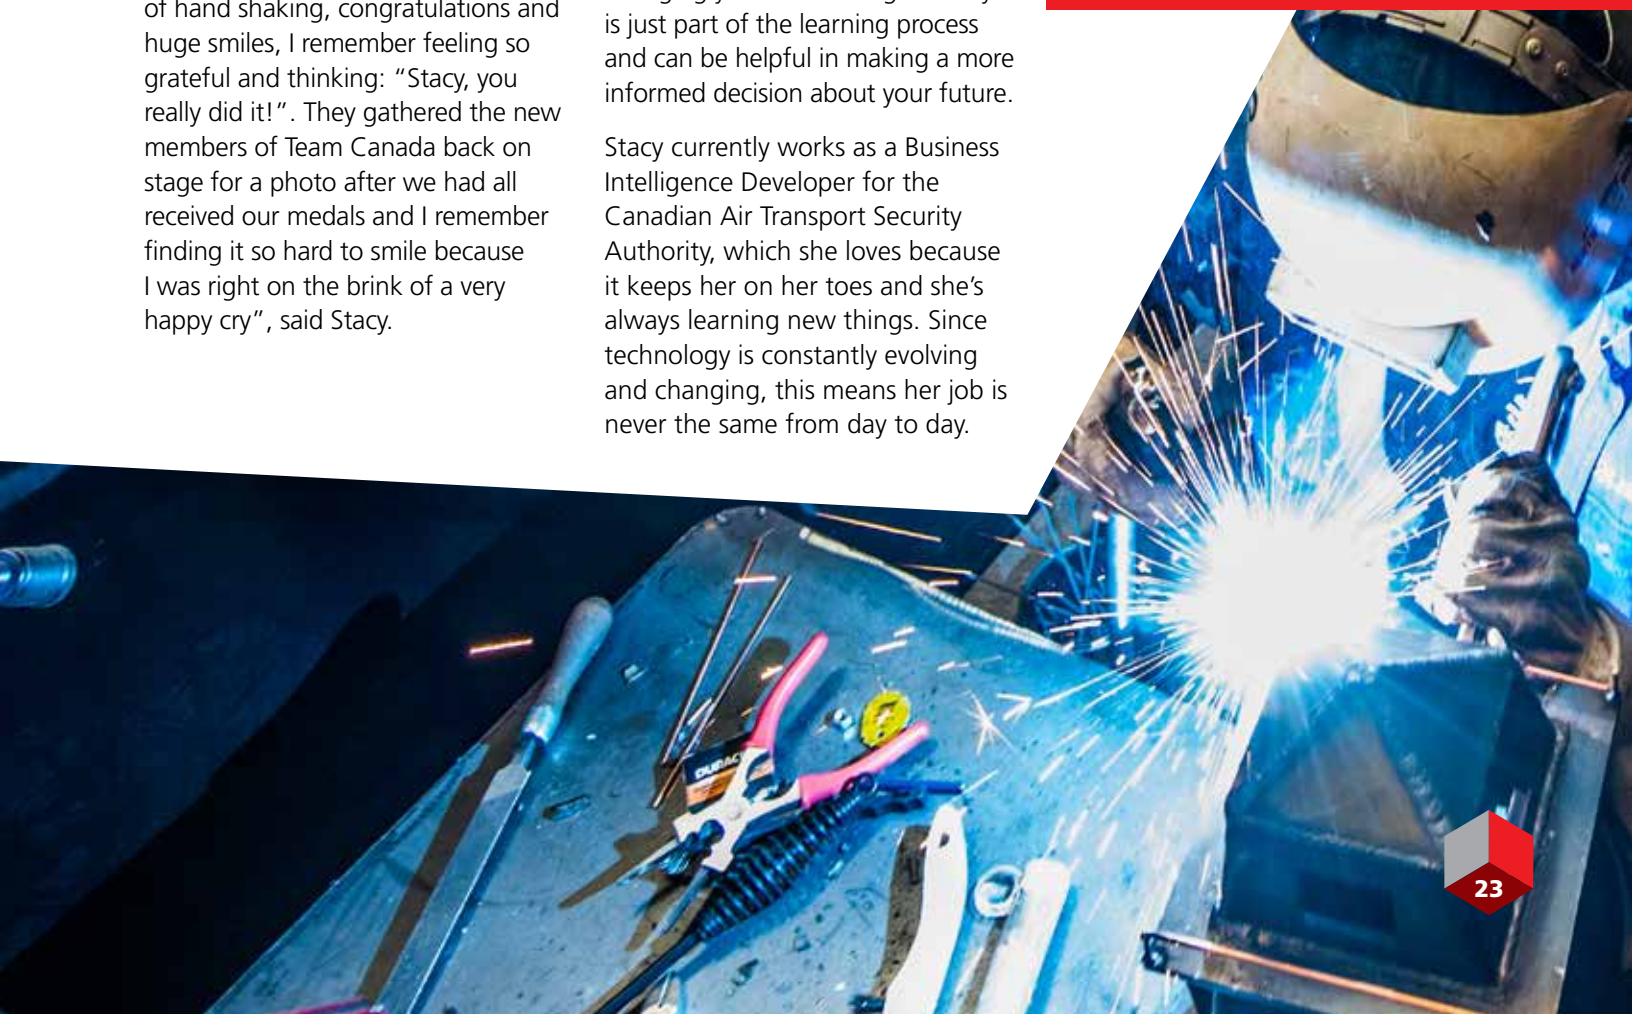 of hand shaking, congratulations and
huge smiles, I remember feeling so
grateful and thinking: “Stacy, you
really did it!”. They gathered the new
members of Team Canada back on
stage for a photo after we had all
received our medals and I remember
finding it so hard to smile because
I was right on the brink of a very
happy cry”, said Stacy.
is just part of the learning process
and can be helpful in making a more
informed decision about your future.
Stacy currently works as a Business
Intelligence Developer for the
Canadian Air Transport Security
Authority, which she loves because
it keeps her on her toes and she’s
always learning new things. Since
technology is constantly evolving
and changing, this means her job is
never the same from day to day.
23